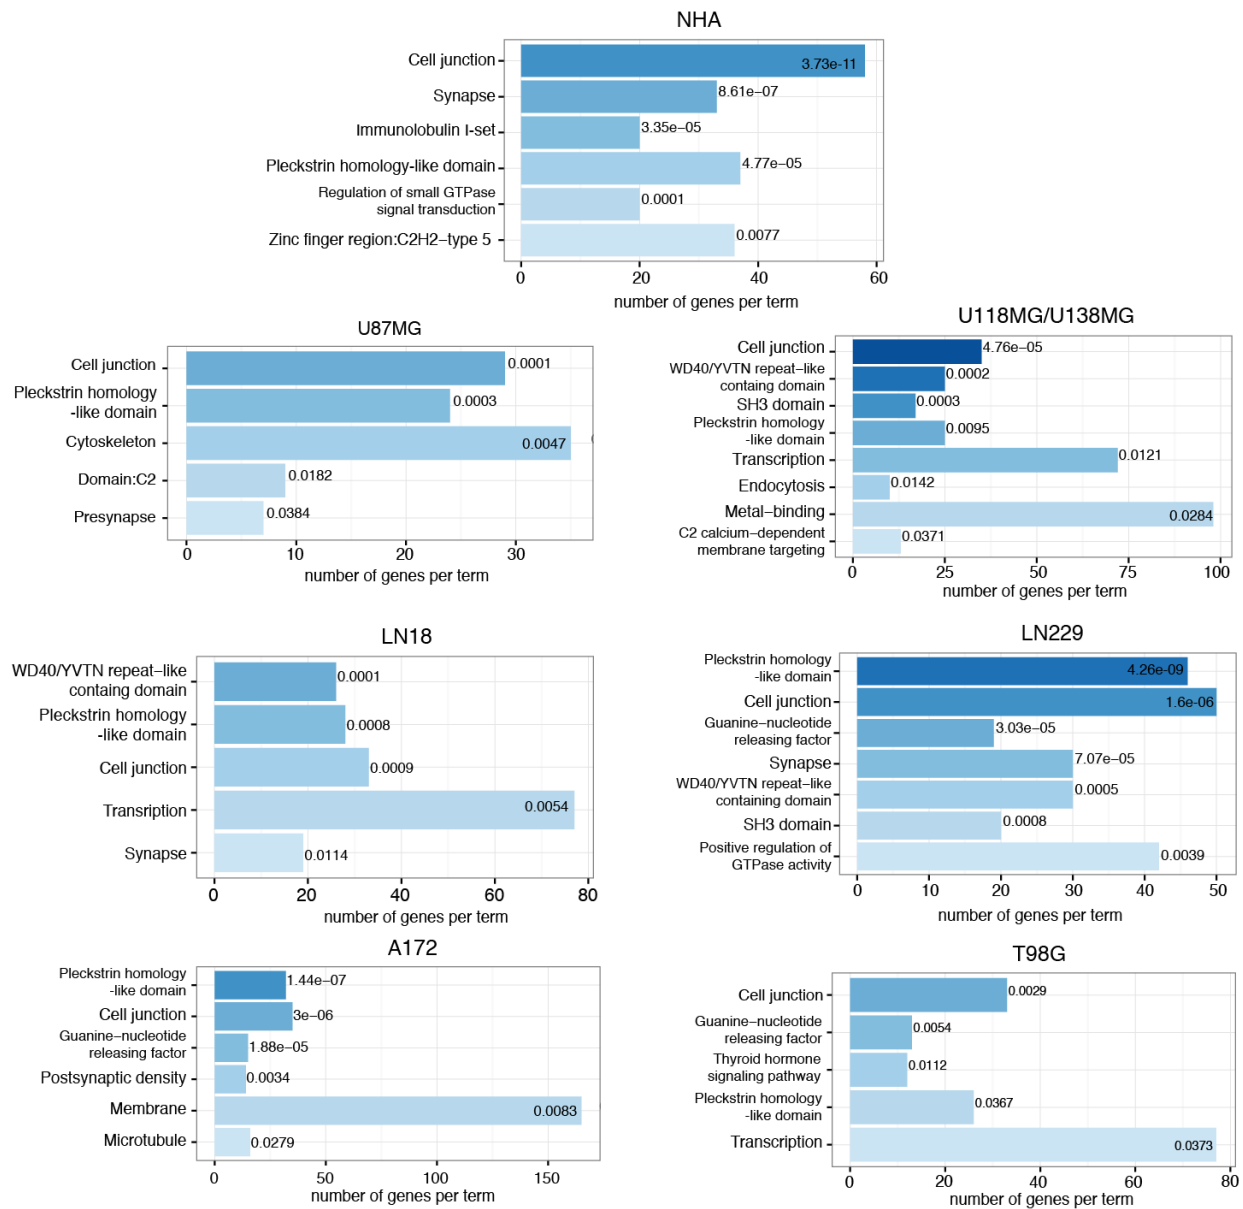 NHA
Cell junction
3.73e-11
Synapse
8.61e−07
Immunolobulin I-set
3.35e−05
Pleckstrin homology-like domain
4.77e−05
Regulation of small GTPase
signal transduction
0.0001
Zinc finger region:C2H2−type 5
0.0077
0 20 40 60
number of genes per term
U87MG
Cell junction
0.0001
Pleckstrin homology
-like domain
0.0003
Cytoskeleton
0.0047
Domain:C2
0.0182
Presynapse
0.0384
0 10 20 30
number of genes per term
U118MG/U138MG
Cell junction
4.76e−05
WD40/YVTN repeat−like
containg domain
0.0002
SH3 domain
0.0003
Pleckstrin homology
-like domain
0.0095
Transcription
0.0121
Endocytosis
0.0142
Metal−binding
0.0284
C2 calcium−dependent
membrane targeting
0.0371
0 25 50 75 100
number of genes per term
LN18
WD40/YVTN repeat−like
containg domain
0.0001
Pleckstrin homology
-like domain
0.0008
Cell junction
0.0009
Transription
0.0054
Synapse
0.0114
0 20 40 60 80
number of genes per term
LN229
Pleckstrin homology
-like domain
4.26e−09
Cell junction
1.6e−06
Guanine−nucleotide
releasing factor
3.03e−05
Synapse
7.07e−05
WD40/YVTN repeat−like
containing domain
0.0005
SH3 domain
0.0008
Positive regulation of
GTPase activity
0.0039
0 10 20 30 40 50
number of genes per term
A172
Pleckstrin homology
-like domain
1.44e−07
Cell junction
3e−06
Guanine−nucleotide
releasing factor
1.88e−05
Postsynaptic density
0.0034
Membrane
0.0083
Microtubule
0.0279
0 50 100 150
number of genes per term
T98G
Cell junction
0.0029
Guanine−nucleotide
releasing factor
0.0054
Thyroid hormone
signaling pathway
0.0112
Pleckstrin homology
-like domain
0.0367
Transcription
0.0373
0 20 40 60 80
number of genes per term